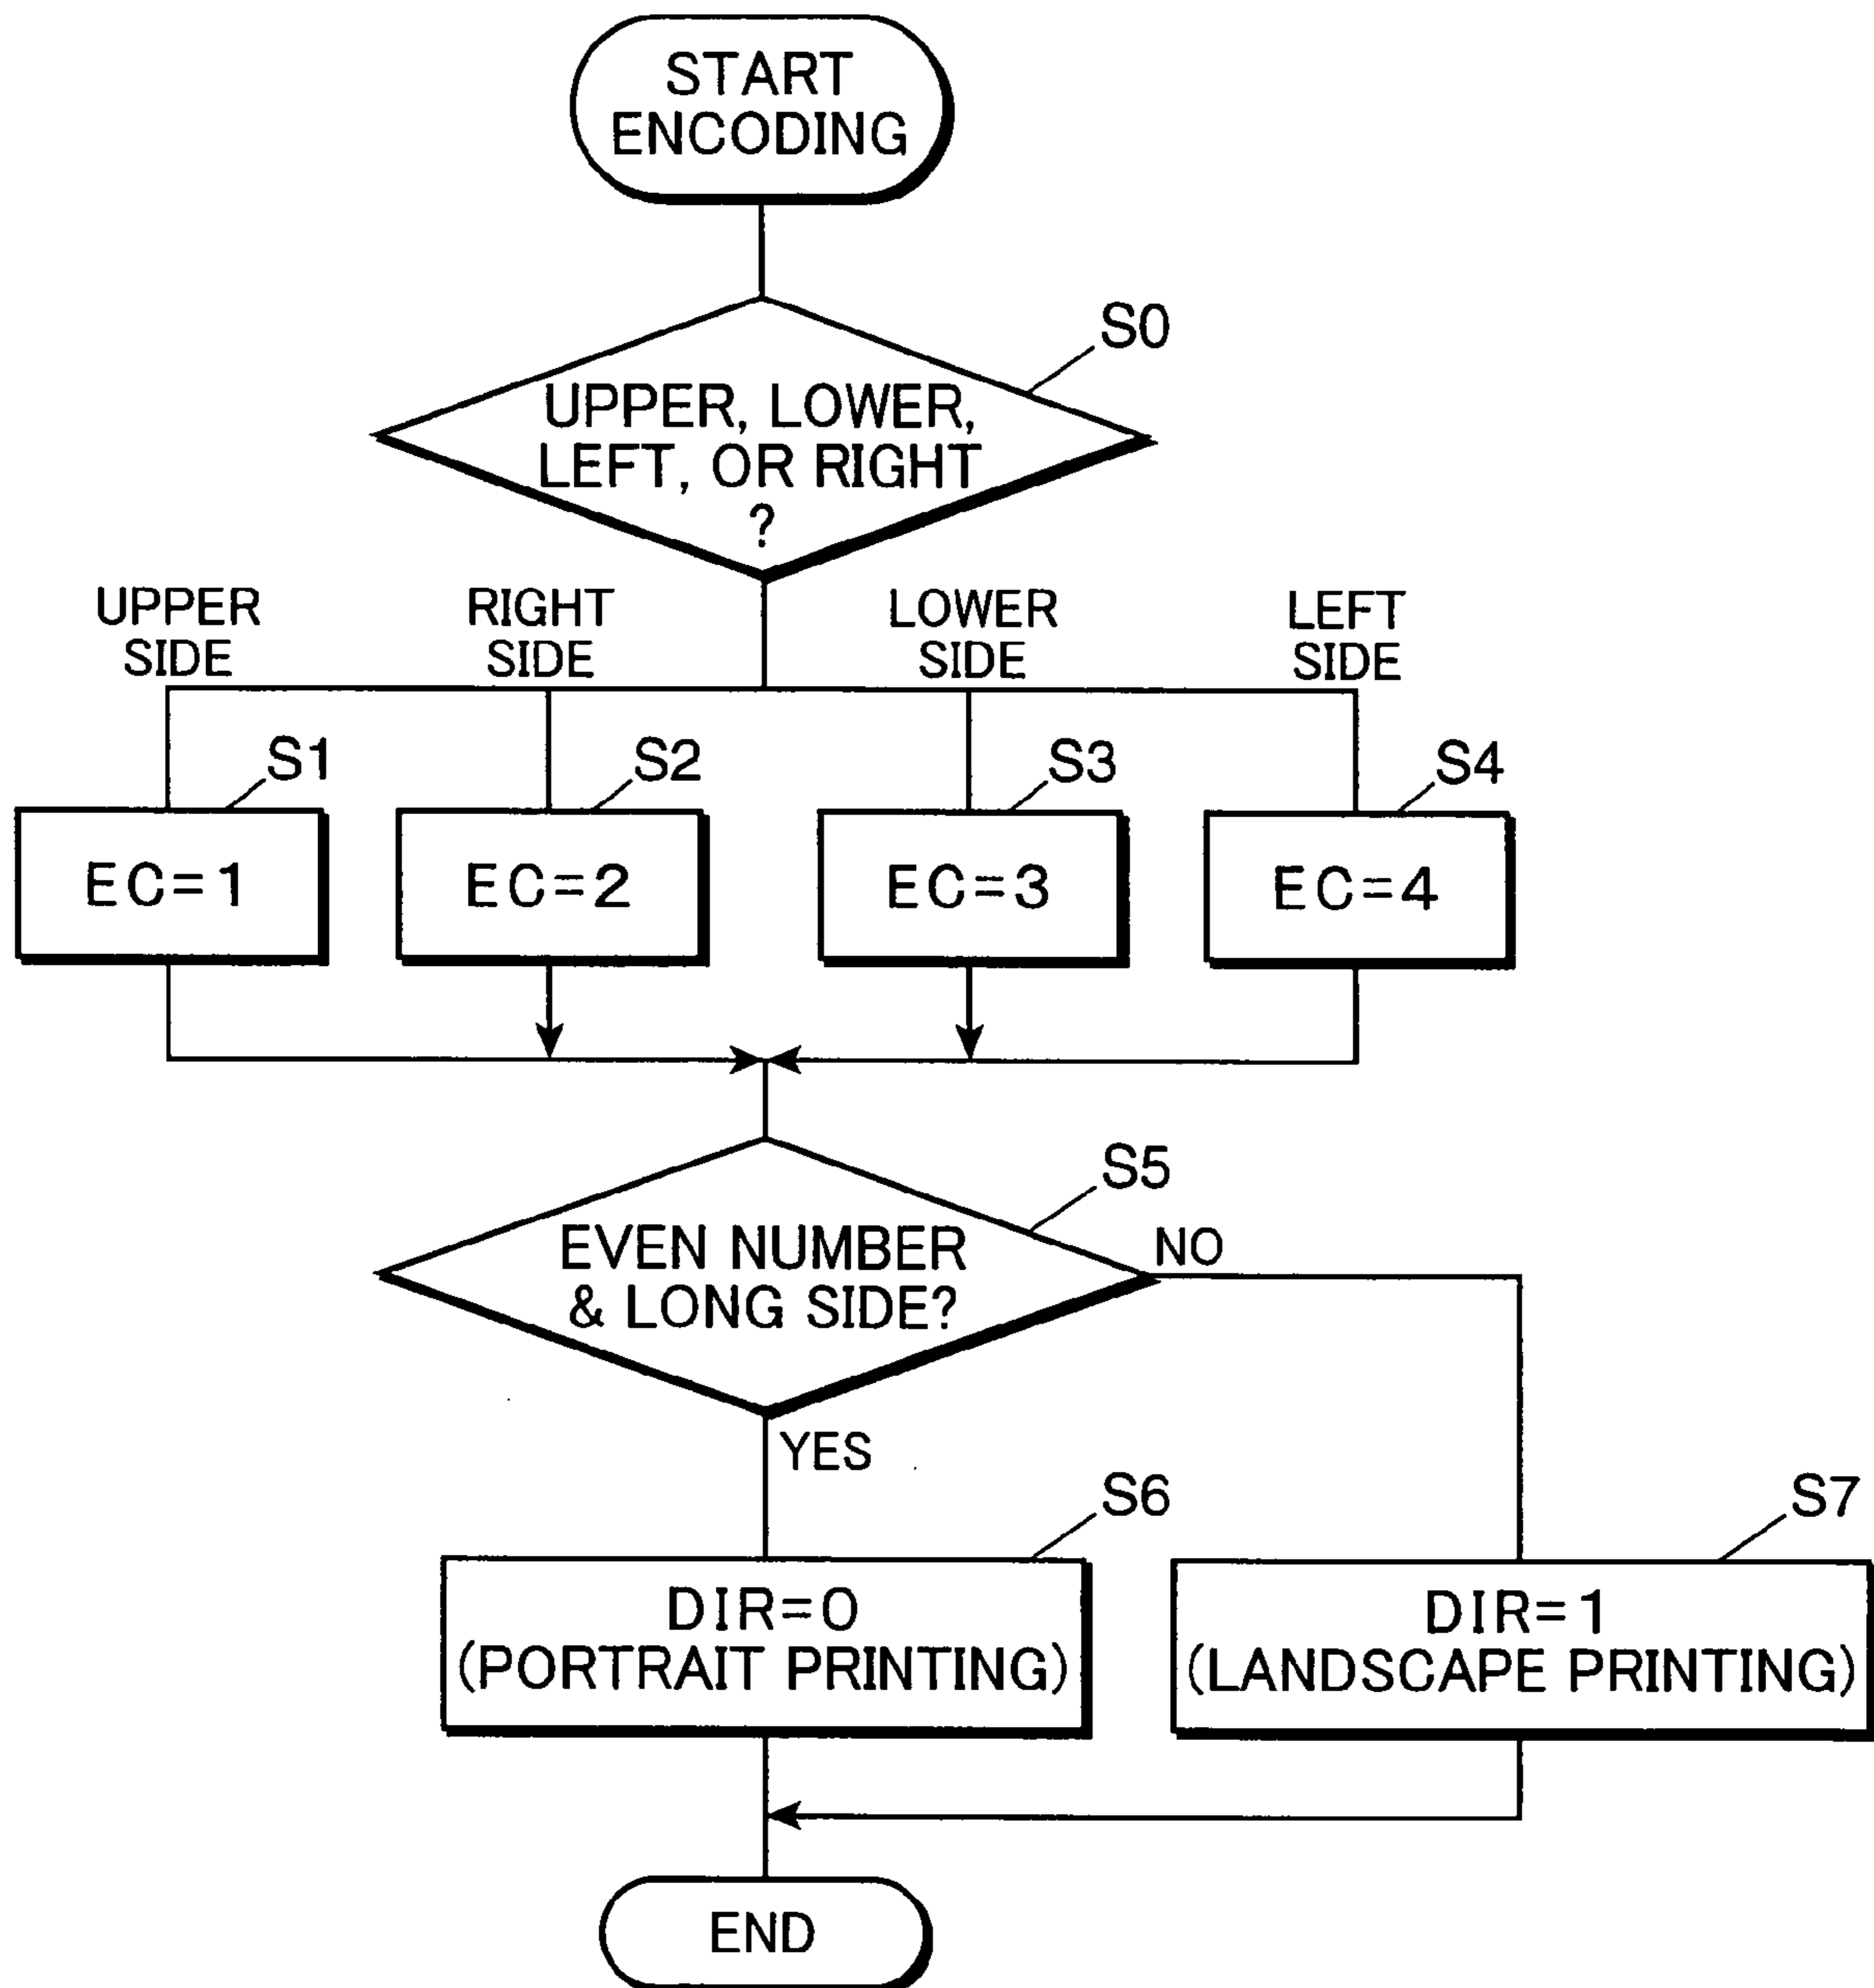 START
ENCODING
S0
UPPER, LOWER,
LEFT, OR RIGHT
?
UPPER
SIDE
RIGHT
SIDE
LOWER
SIDE
LEFT
SIDE
S1
S2
S3
S4
EC=1
EC=2
EC=3
EC=4
S5
EVEN NUMBER
& LONG SIDE?
NO
YES
S6
S7
DIR=0
(PORTRAIT PRINTING)
DIR=1
(LANDSCAPE PRINTING)
END